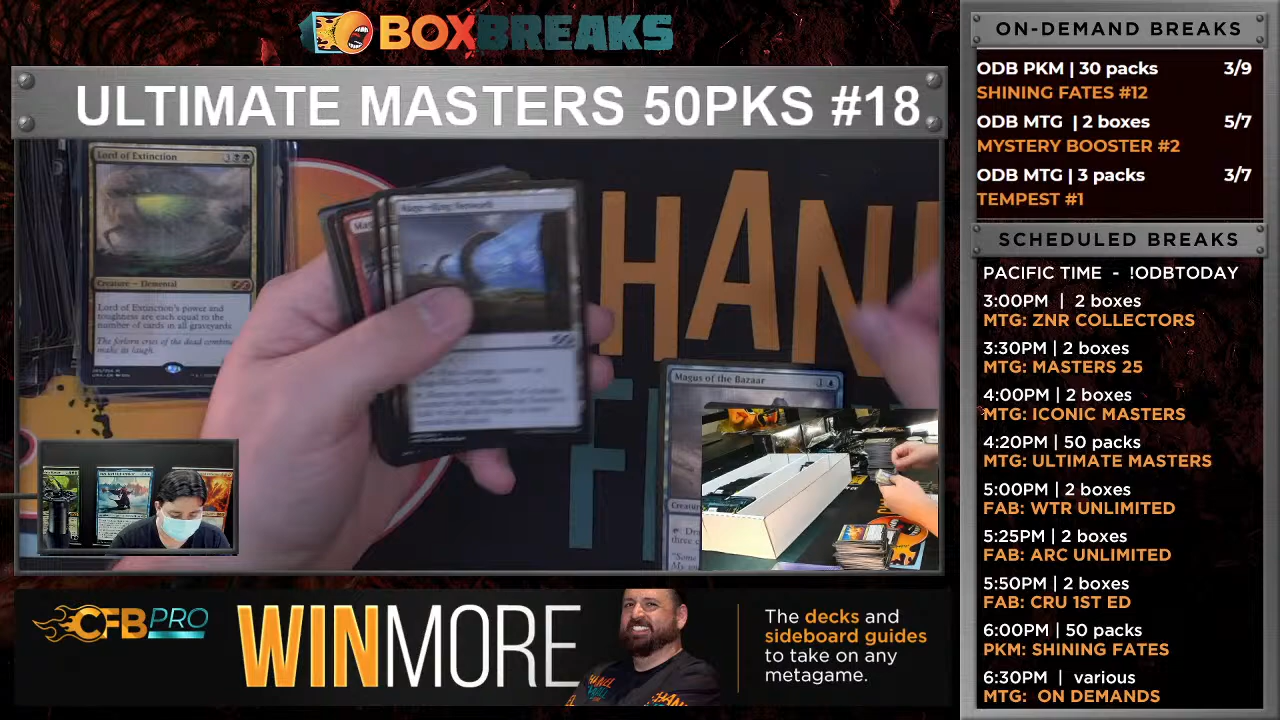 BOXBREAKS
ULTIMATE MASTERS 50PKS #18
Lord of Extinction
Creature – Elemental
Lord of Extinction's power and
toughness are each equal to the
number of cards in all graveyards
Mage-Ring Network
Magus of the Bazaar
HANN
CFBPRO
WINMORE
The decks and
sideboard guides
to take on any
metagame.
ON-DEMAND BREAKS
ODB PKM | 30 packs 3/9
SHINING FATES #12
ODB MTG | 2 boxes 5/7
MYSTERY BOOSTER #2
ODB MTG | 3 packs 3/7
TEMPEST #1
SCHEDULED BREAKS
PACIFIC TIME - !ODBTODAY
3:00PM | 2 boxes
MTG: ZNR COLLECTORS
3:30PM | 2 boxes
MTG: MASTERS 25
4:00PM | 2 boxes
MTG: ICONIC MASTERS
4:20PM | 50 packs
MTG: ULTIMATE MASTERS
5:00PM | 2 boxes
FAB: WTR UNLIMITED
5:25PM | 2 boxes
FAB: ARC UNLIMITED
5:50PM | 2 boxes
FAB: CRU 1ST ED
6:00PM | 50 packs
PKM: SHINING FATES
6:30PM | various
MTG: ON DEMANDS